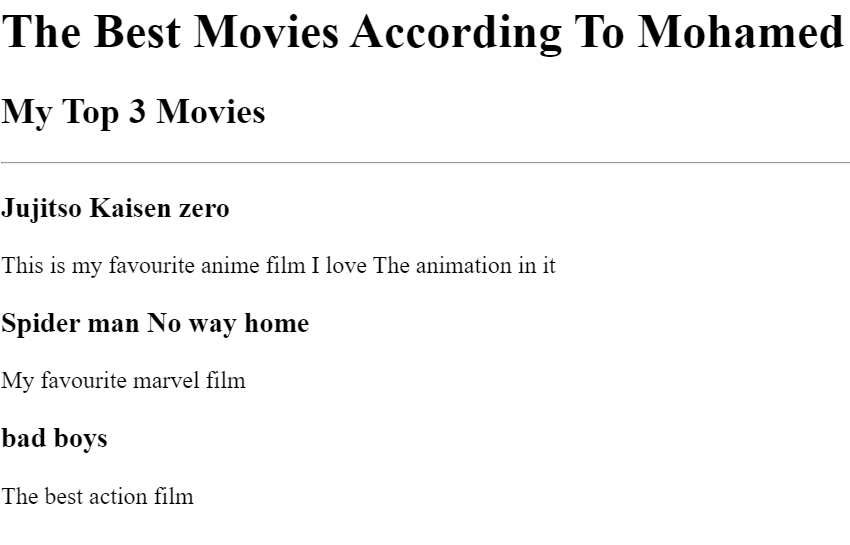 The Best Movies According To Mohamed
My Top 3 Movies
Jujitso Kaisen zero
This is my favourite anime film I love The animation in it
Spider man No way home
My favourite marvel film
bad boys
The best action film